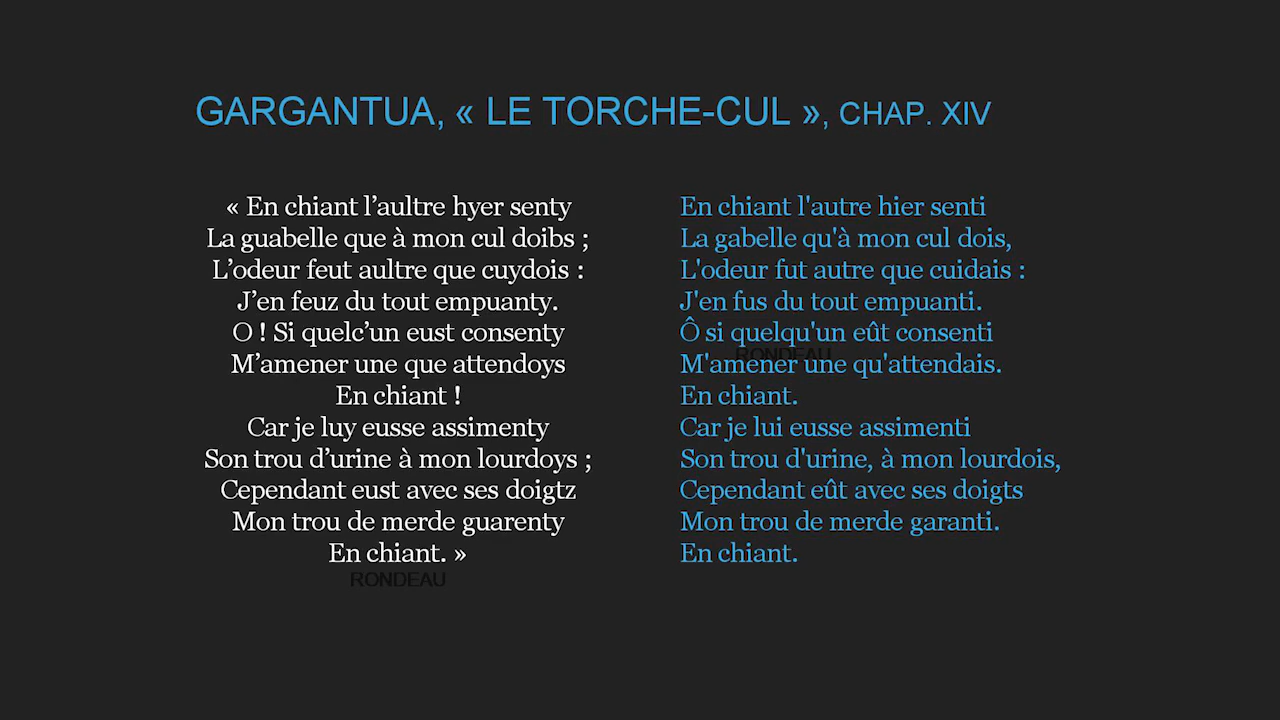 GARGANTUA, « LE TORCHE-CUL », CHAP. XIV
« En chiant l’aultre hyer senty
La guabelle que à mon cul doibs ;
L’odeur feut aultre que cuydois :
J’en feuz du tout empuanty.
O ! Si quelc’un eust consenty
M’amener une que attendoys
En chiant !
Car je luy eusse assimenty
Son trou d’urine à mon lourdoys ;
Cependant eust avec ses doigtz
Mon trou de merde guarenty
En chiant. »
RONDEAU
En chiant l'autre hier senti
La gabelle qu'à mon cul dois,
L'odeur fut autre que cuidais :
J'en fus du tout empuanti.
Ô si quelqu'un eût consenti
RONDEAU
M'amener une qu'attendais.
En chiant.
Car je lui eusse assimenti
Son trou d'urine, à mon lourdois,
Cependant eût avec ses doigts
Mon trou de merde garanti.
En chiant.